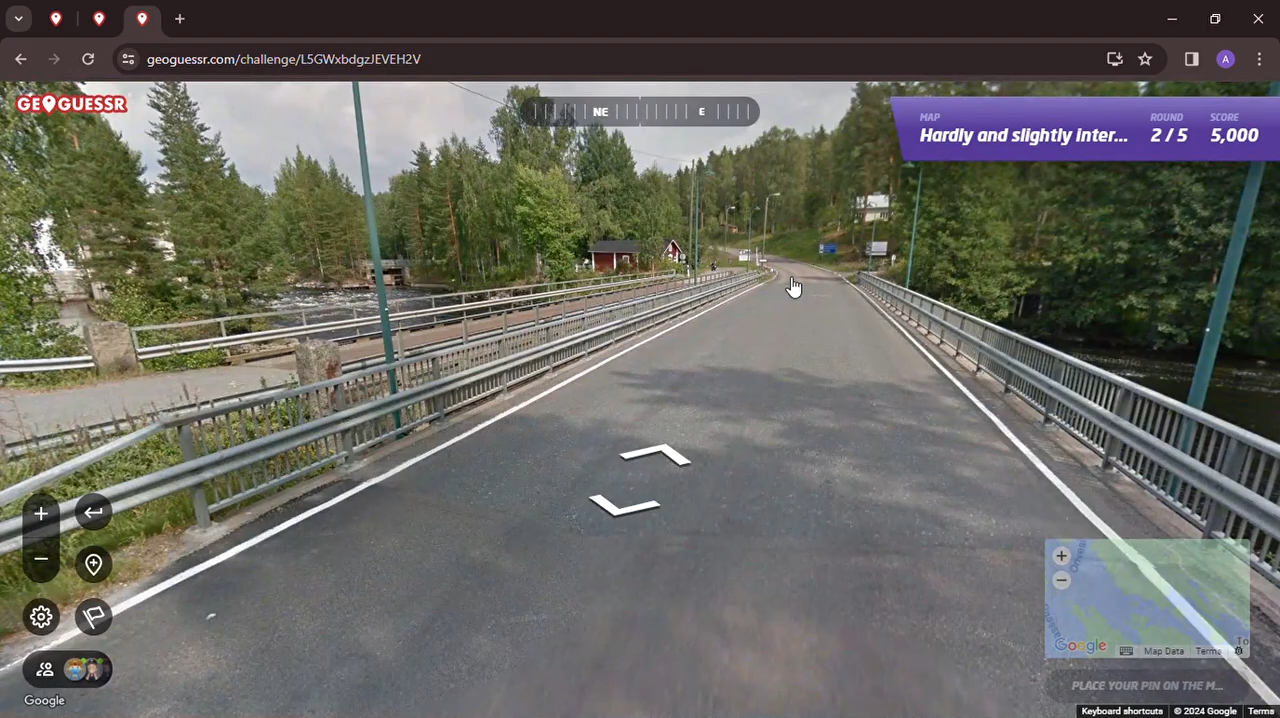 geoguessr.com/challenge/L5GWxbdgzJEVEH2V
A
GEOGUESSR
NE
E
MAP
ROUND
SCORE
Hardly and slightly inter...
2 / 5
5,000
Google
Map Data
Terms
To
PLACE YOUR PIN ON THE M...
Google
Keyboard shortcuts
© 2024 Google
Terms